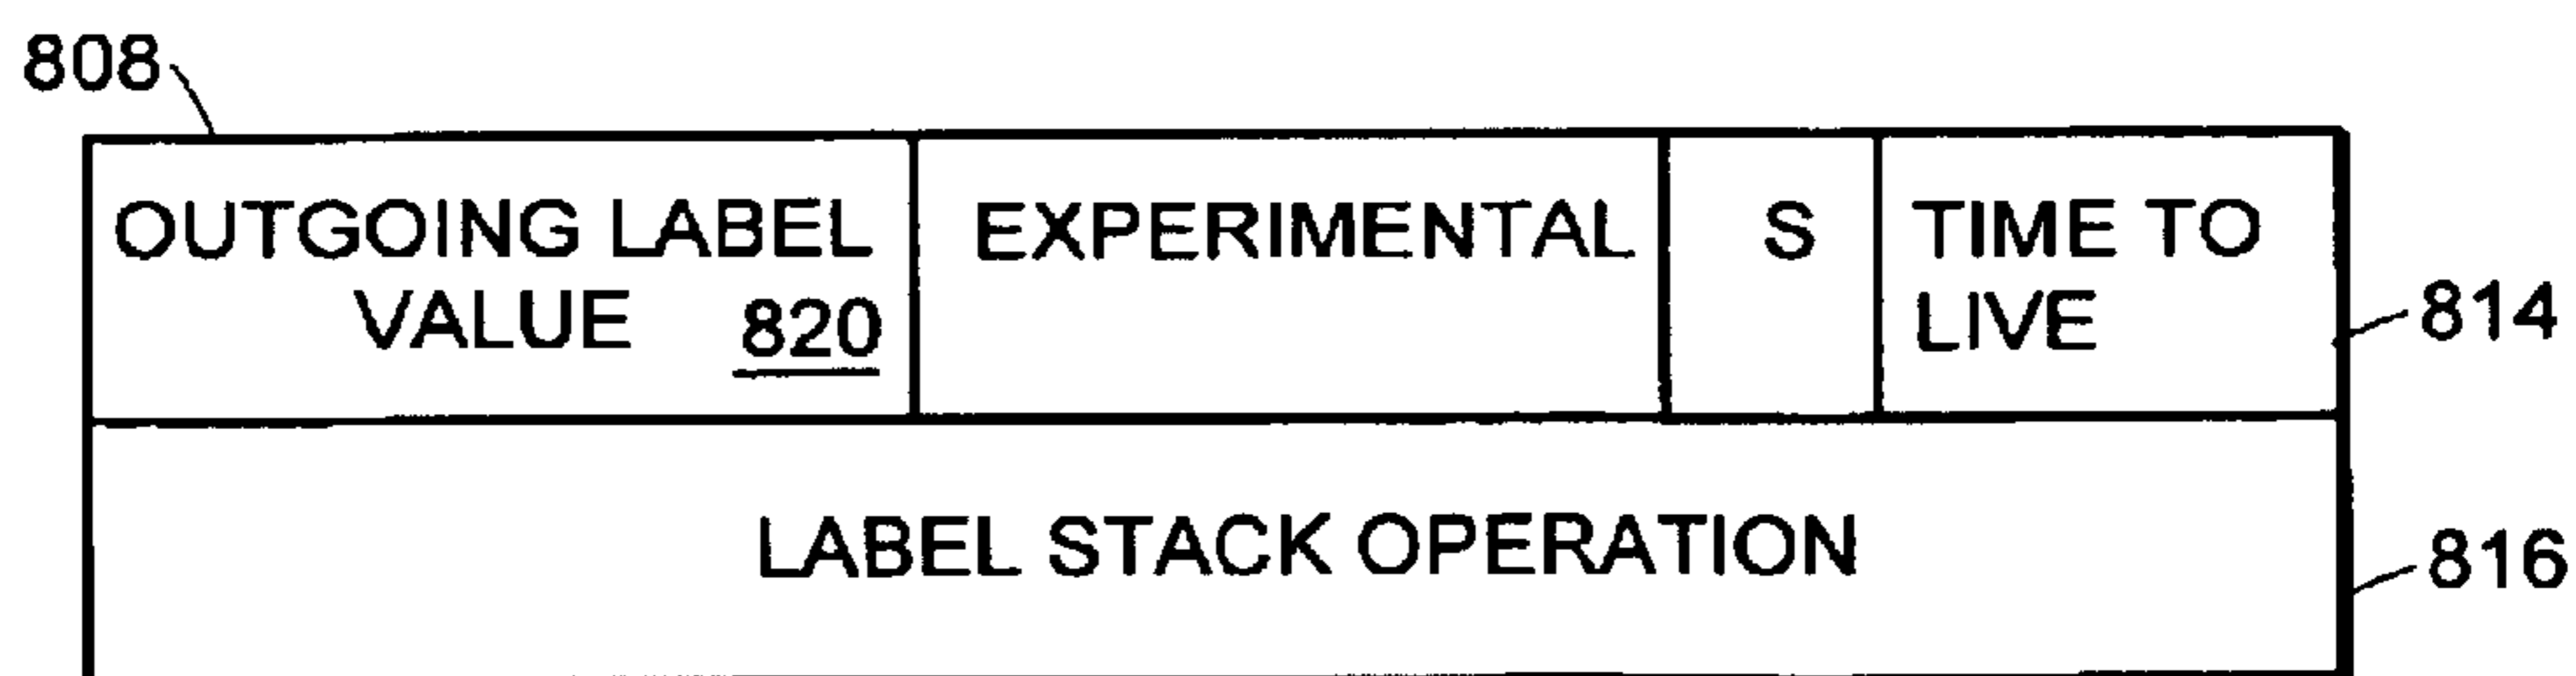 808
OUTGOING LABEL
VALUE 820
EXPERIMENTAL
S
TIME TO
LIVE
814
LABEL STACK OPERATION
816